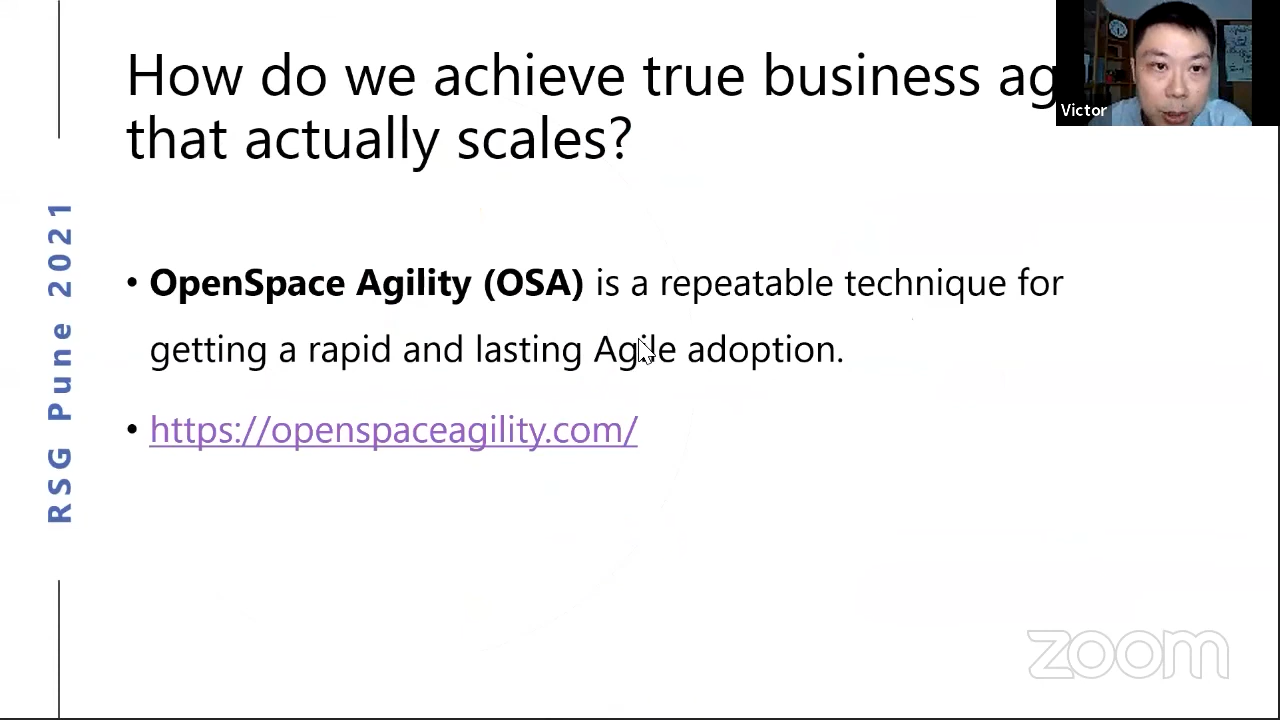 How do we achieve true business ag
that actually scales?
Victor
RSG Pune 2021
• OpenSpace Agility (OSA) is a repeatable technique for
getting a rapid and lasting Agile adoption.
• https://openspaceagility.com/
zoom